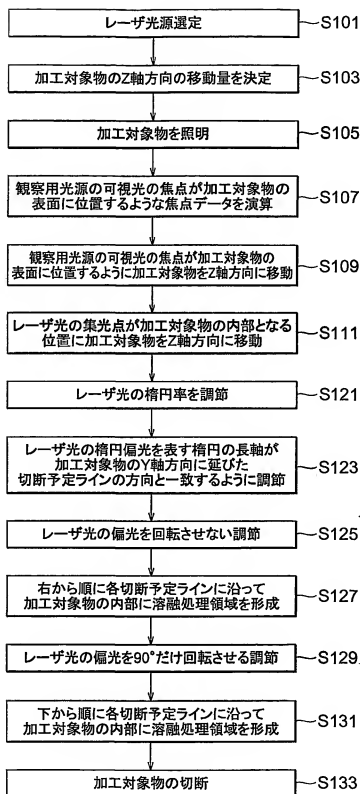 レーザ光源選定
S101
加工対象物のZ軸方向の移動量を決定
S103
加工対象物を照明
S105
観察用光源の可視光の焦点が加工対象物の
表面に位置するような焦点データを演算
S107
観察用光源の可視光の焦点が加工対象物の
表面に位置するように加工対象物をZ軸方向に移動
S109
レーザ光の集光点が加工対象物の内部となる
位置に加工対象物をZ軸方向に移動
S111
レーザ光の楕円率を調節
S121
レーザ光の楕円偏光を表す楕円の長軸が
加工対象物のY軸方向に延びた
切断予定ラインの方向と一致するように調節
S123
レーザ光の偏光を回転させない調節
S125
右から順に各切断予定ラインに沿って
加工対象物の内部に溶融処理領域を形成
S127
レーザ光の偏光を90°だけ回転させる調節
S129
下から順に各切断予定ラインに沿って
加工対象物の内部に溶融処理領域を形成
S131
加工対象物の切断
S133